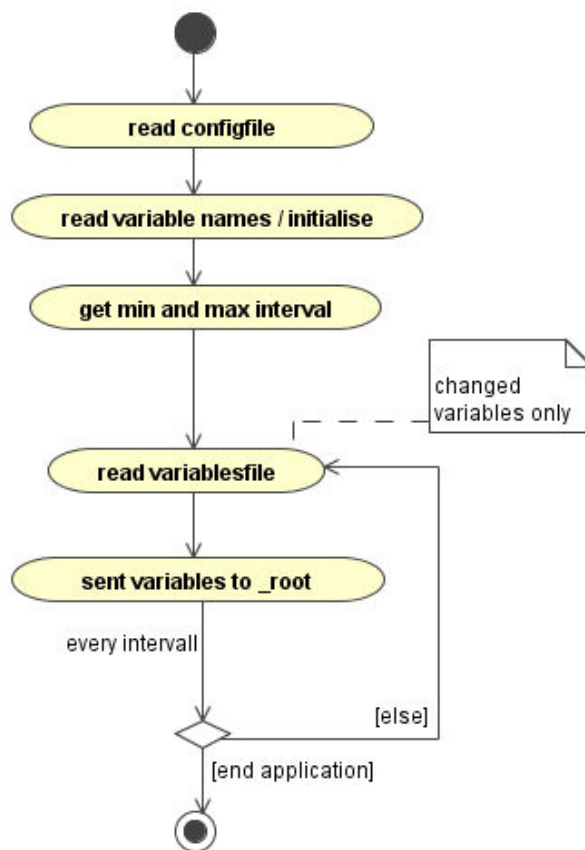 read configfile
read variable names / initialise
get min and max interval
changed
variables only
read variablesfile
sent variables to _root
every intervall
[else]
[end application]